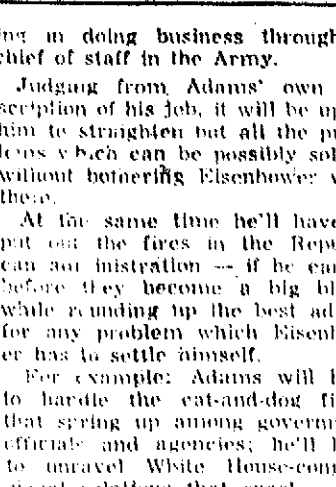 ing in doing business through
chief of staff in the Army.
Judging from Adams' own
scription of his job, it will be up
him to straighten out all the pr
lems which can be possibly sol
without bothering Eisenhower w
them.
At the same time he'll have
put out the fires in the Repu
can administration — if he can
before they become a big bl
while rounding up the best ad
for any problem which Eisenh
er has to settle himself.
For example: Adams will h
to handle the cat-and-dog fi
that spring up among governm
officials and agencies; he'll h
to unravel White House-con
relations that